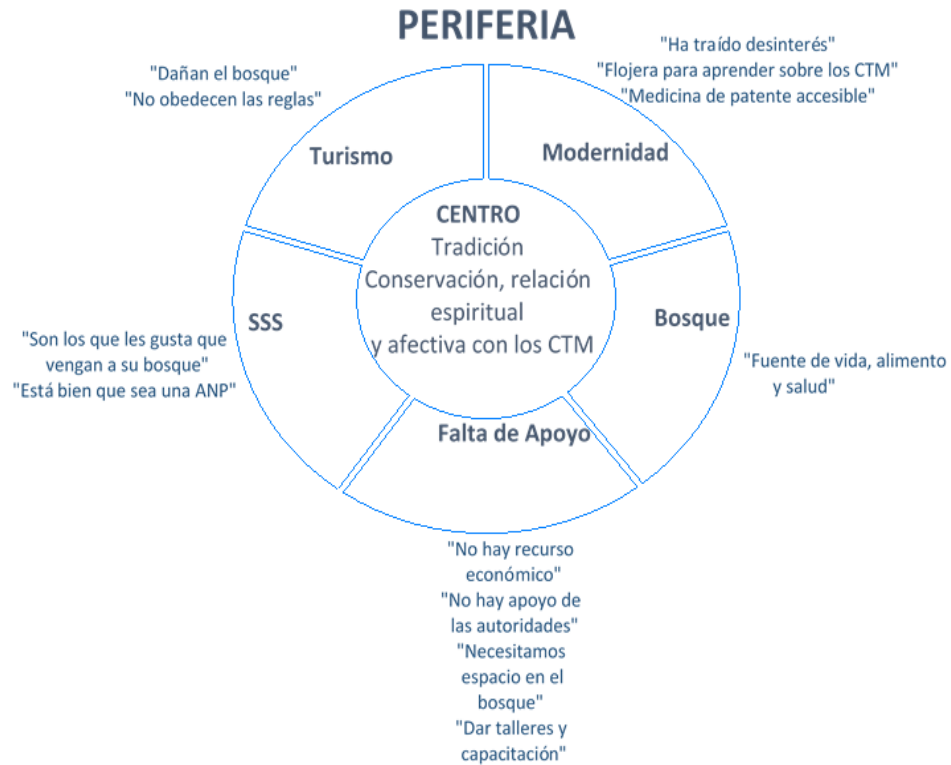 PERIFERIA
"Dañan el bosque"
"No obedecen las reglas"
"Ha traído desinterés"
"Flojera para aprender sobre los CTM"
"Medicina de patente accesible"
Turismo
Modernidad
CENTRO
Tradición
Conservación, relación
espiritual
y afectiva con los CTM
SSS
"Son los que les gusta que
vengan a su bosque"
"Está bien que sea una ANP"
Bosque
"Fuente de vida, alimento
y salud"
Falta de Apoyo
"No hay recurso
económico"
"No hay apoyo de
las autoridades"
"Necesitamos
espacio en el
bosque"
"Dar talleres y
capacitación"